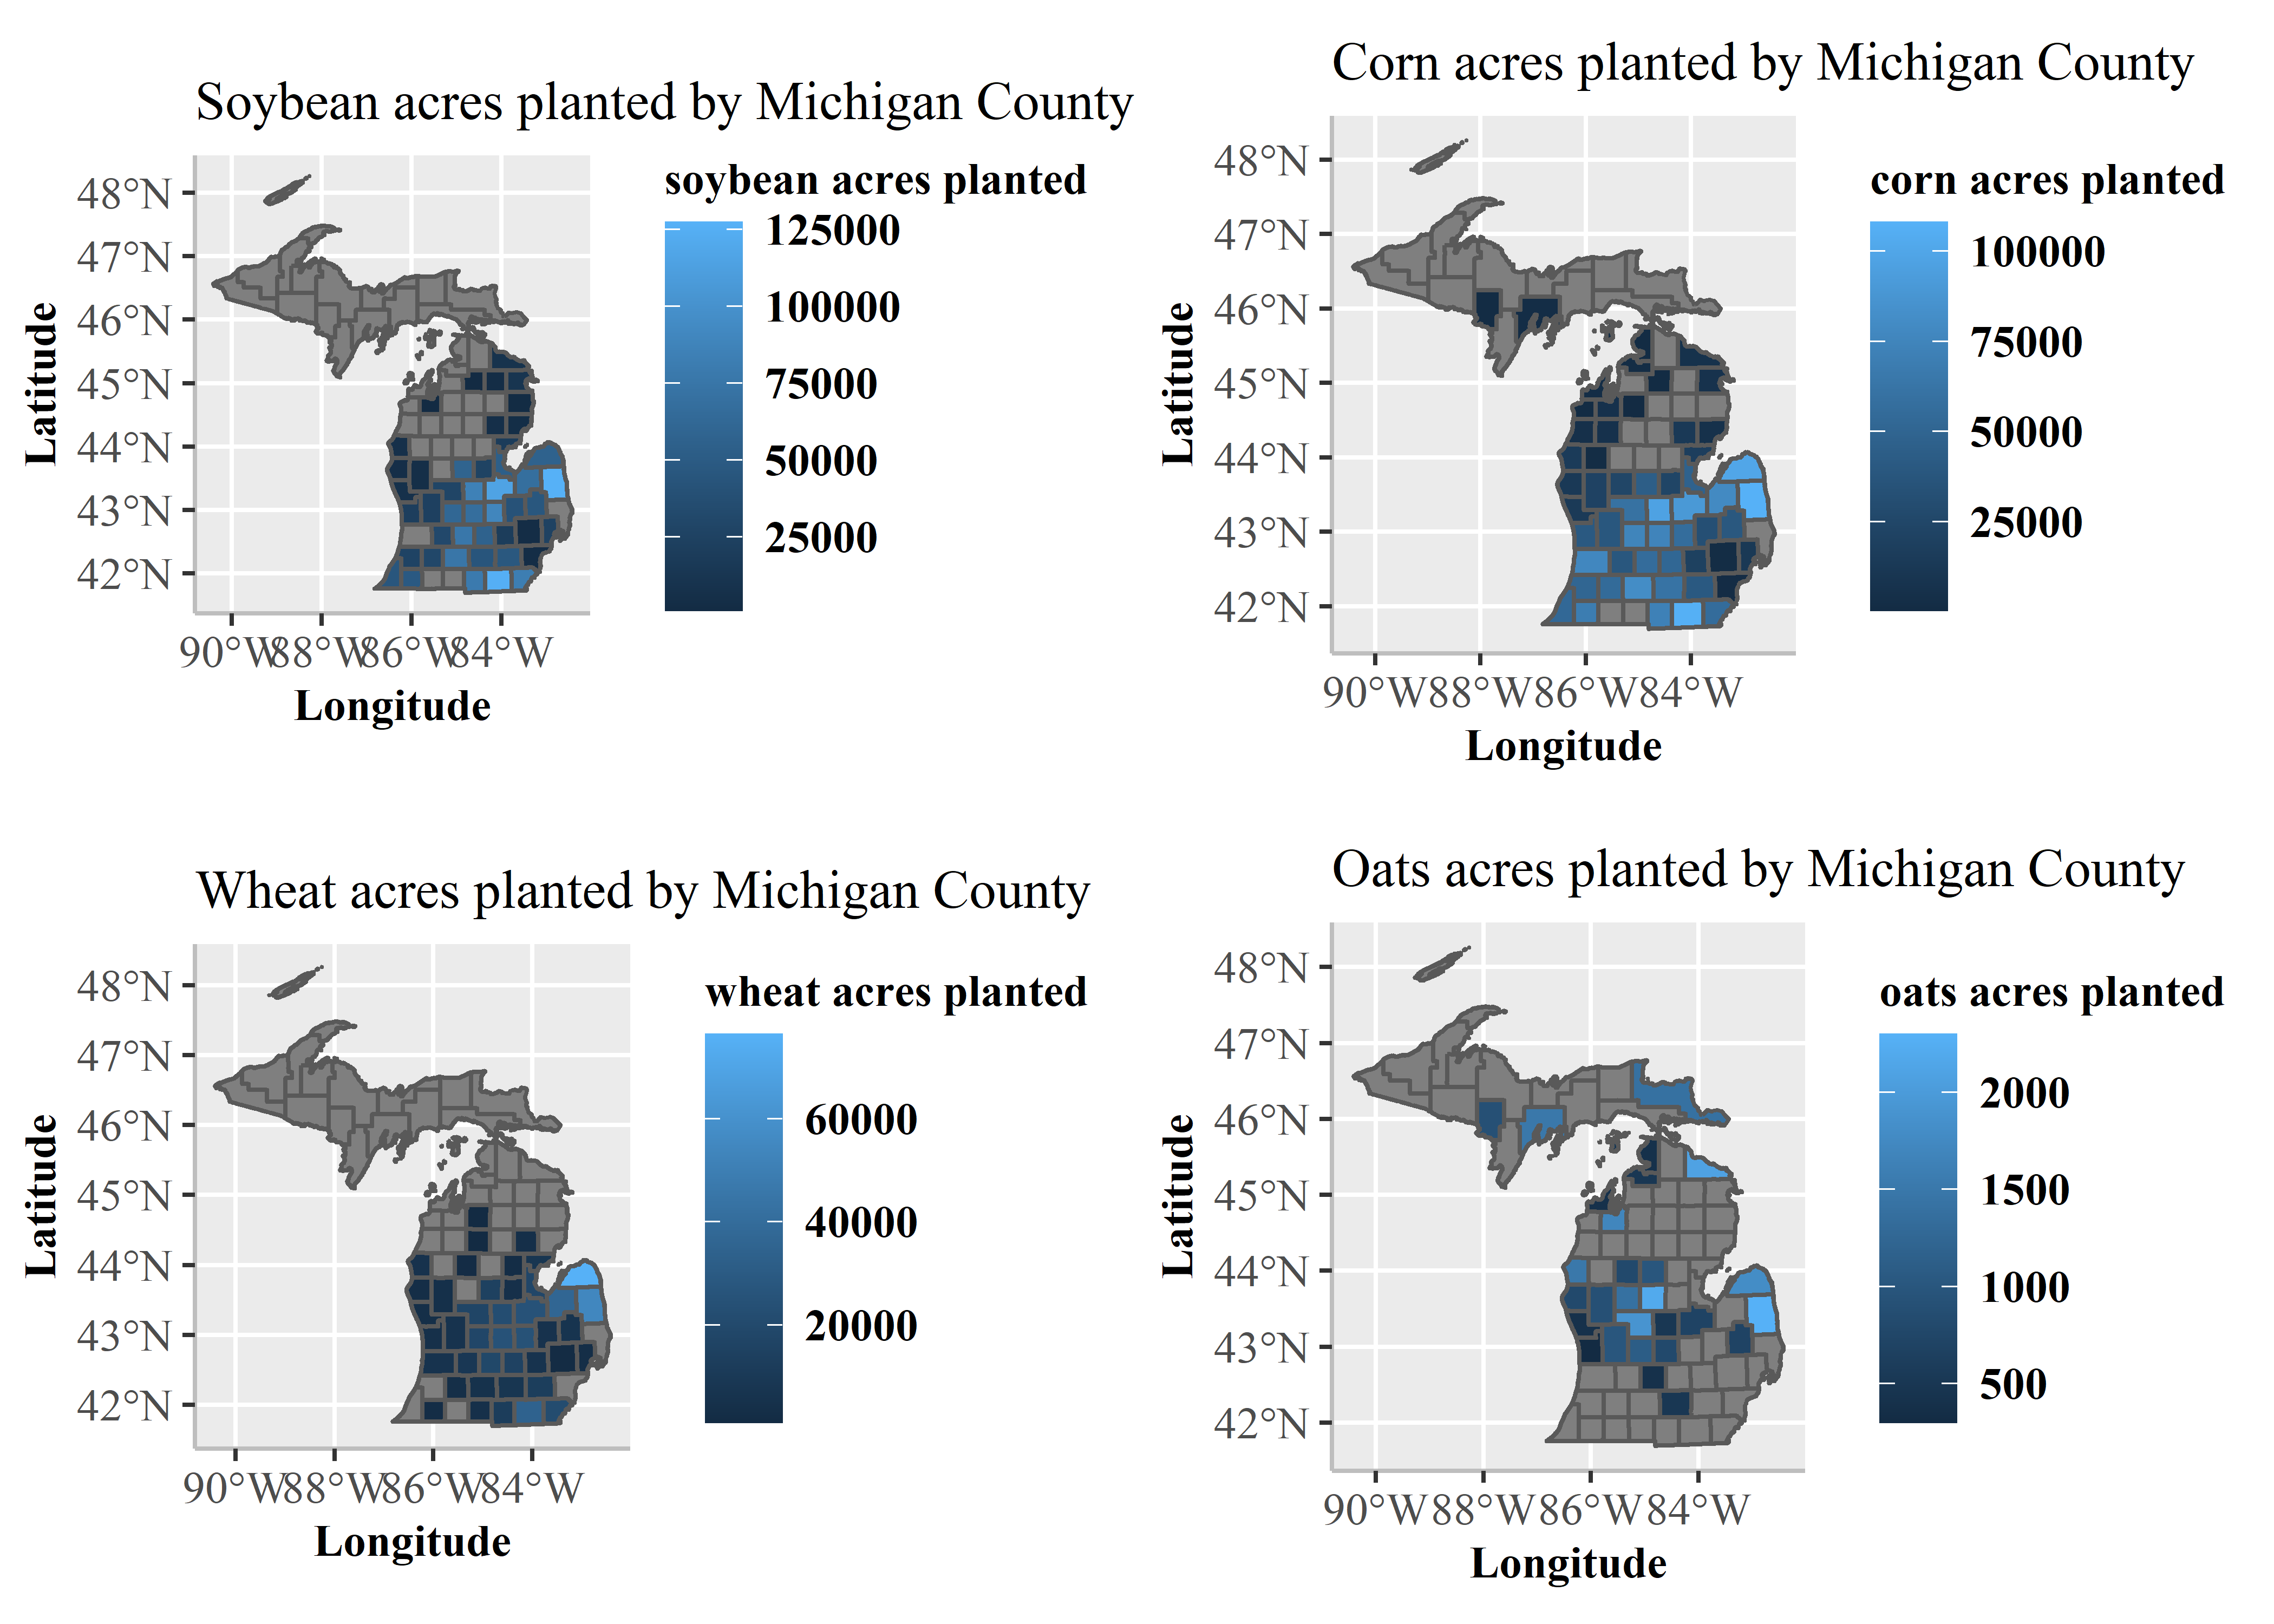 Soybean acres planted by Michigan County
48°N
47°N
46°N
45°N
44°N
43°N
42°N
Latitude
90°W
88°W
86°W
84°W
Longitude
soybean acres planted
125000
100000
75000
50000
25000
Corn acres planted by Michigan County
48°N
47°N
46°N
45°N
44°N
43°N
42°N
Latitude
90°W
88°W
86°W
84°W
Longitude
corn acres planted
100000
75000
50000
25000
Wheat acres planted by Michigan County
48°N
47°N
46°N
45°N
44°N
43°N
42°N
Latitude
90°W
88°W
86°W
84°W
Longitude
wheat acres planted
60000
40000
20000
Oats acres planted by Michigan County
48°N
47°N
46°N
45°N
44°N
43°N
42°N
Latitude
90°W
88°W
86°W
84°W
Longitude
oats acres planted
2000
1500
1000
500